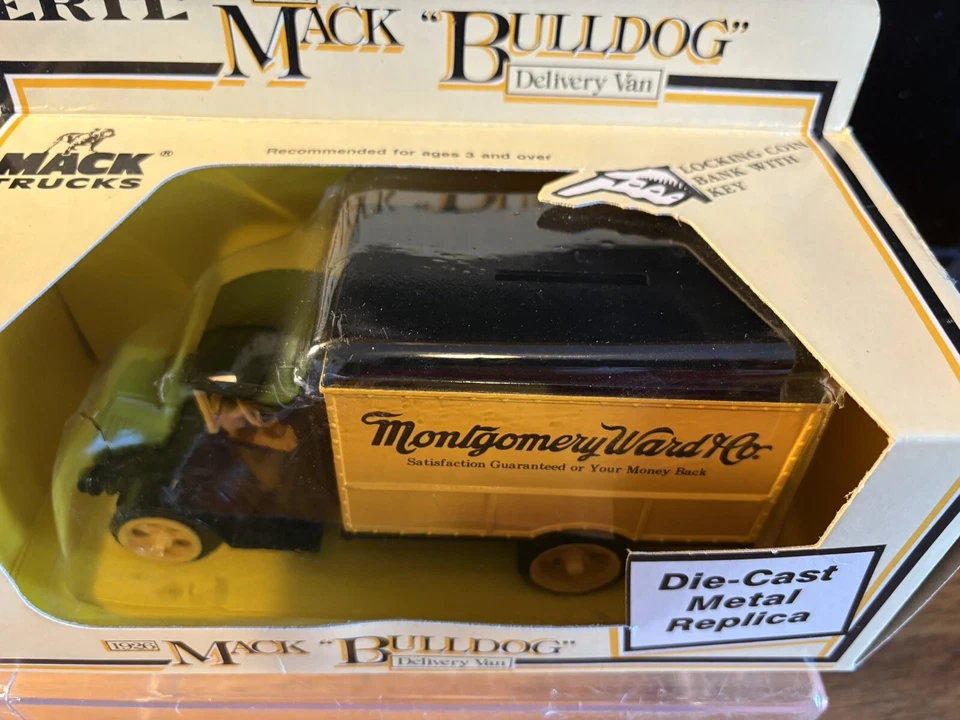 ERTL
MACK "BULLDOG"
Delivery Van
MACK®
TRUCKS
Recommended for ages 3 and over
LOCKING COIN
BANK WITH
KEY
Montgomery Ward & Co.
Satisfaction Guaranteed or Your Money Back
Die-Cast
Metal
Replica
1926 MACK "BULLDOG"
Delivery Van